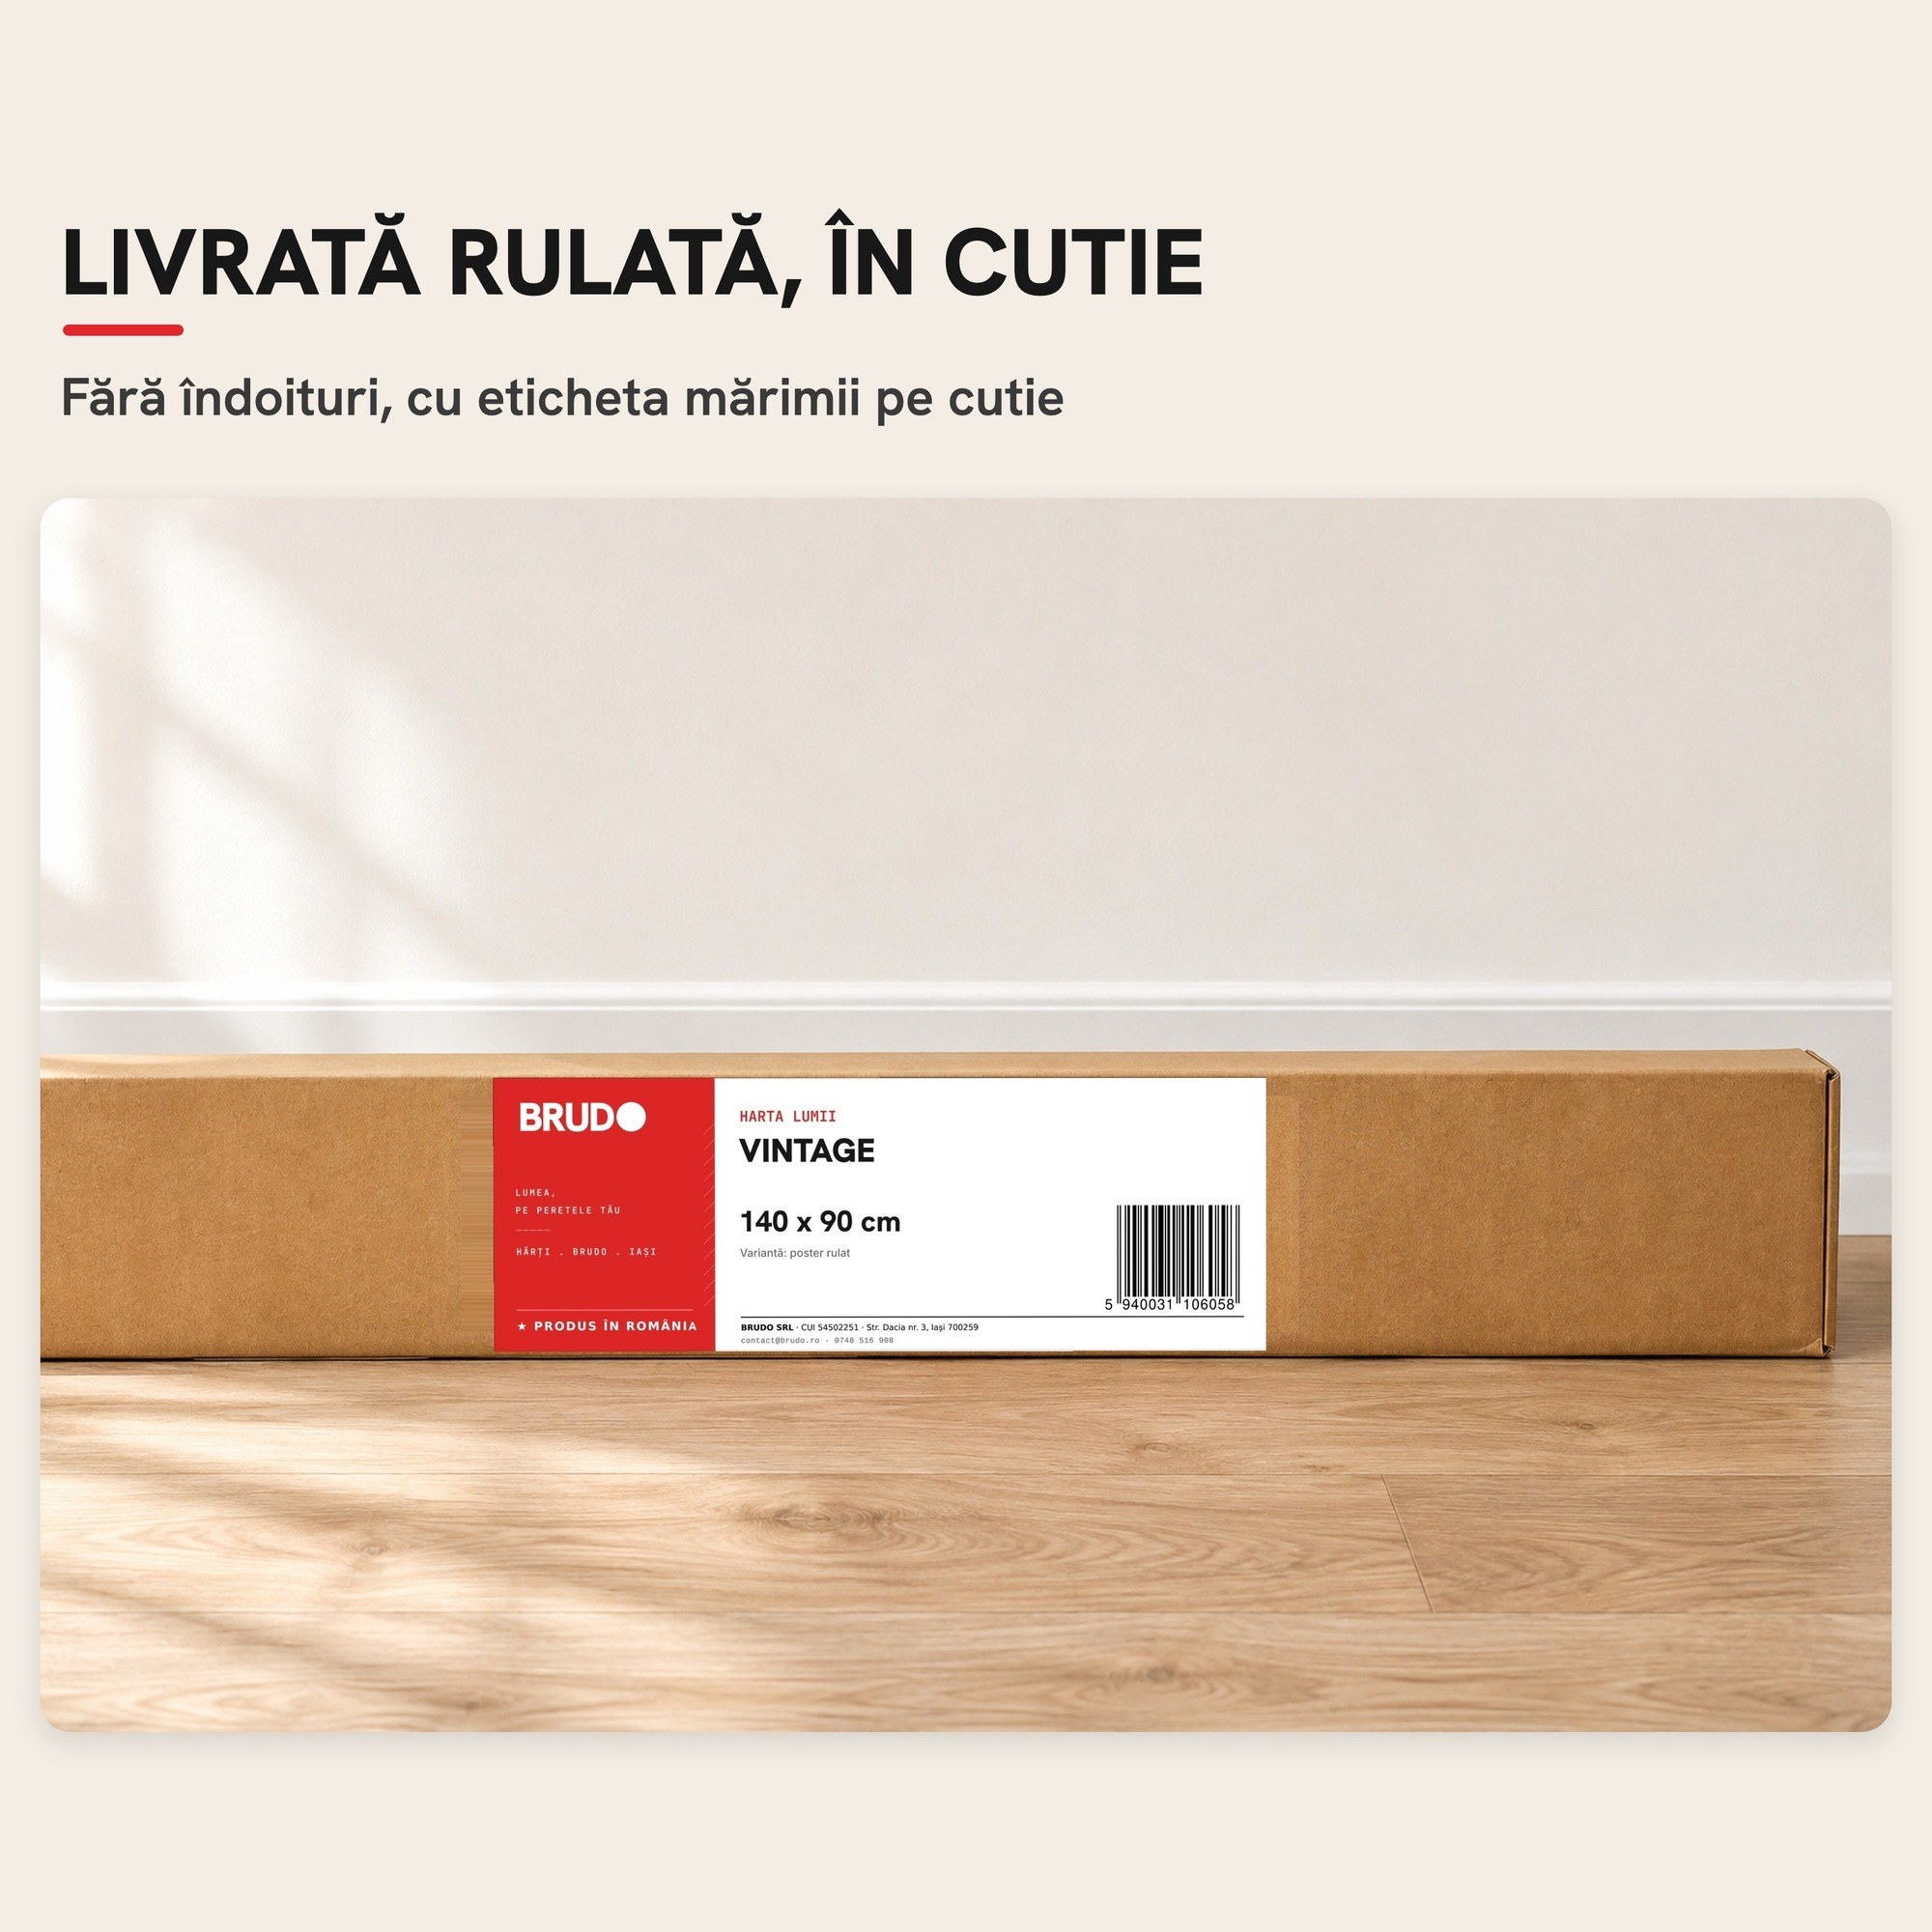 LIVRATĂ RULATĂ, ÎN CUTIE
Fără îndoituri, cu eticheta mărimii pe cutie
BRUDO
LUMEA,
PE PERETELE TĂU
HĂRȚI . BRUDO . IAȘI
★ PRODUS ÎN ROMÂNIA
HARTA LUMII
VINTAGE
140 x 90 cm
Variantă: poster rulat
5 940031 106058
BRUDO SRL · CUI 54502251 · Str. Dacia nr. 3, Iași 700259
contact@brudo.ro · 0748 516 908